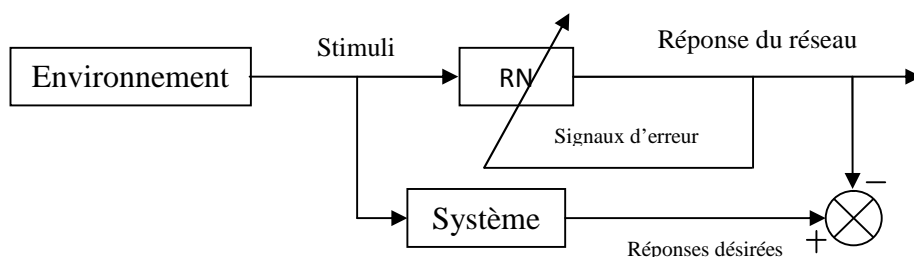 Stimuli
Réponse du réseau
Environnement
RN
Signaux d’erreur
−
Système
+
Réponses désirées